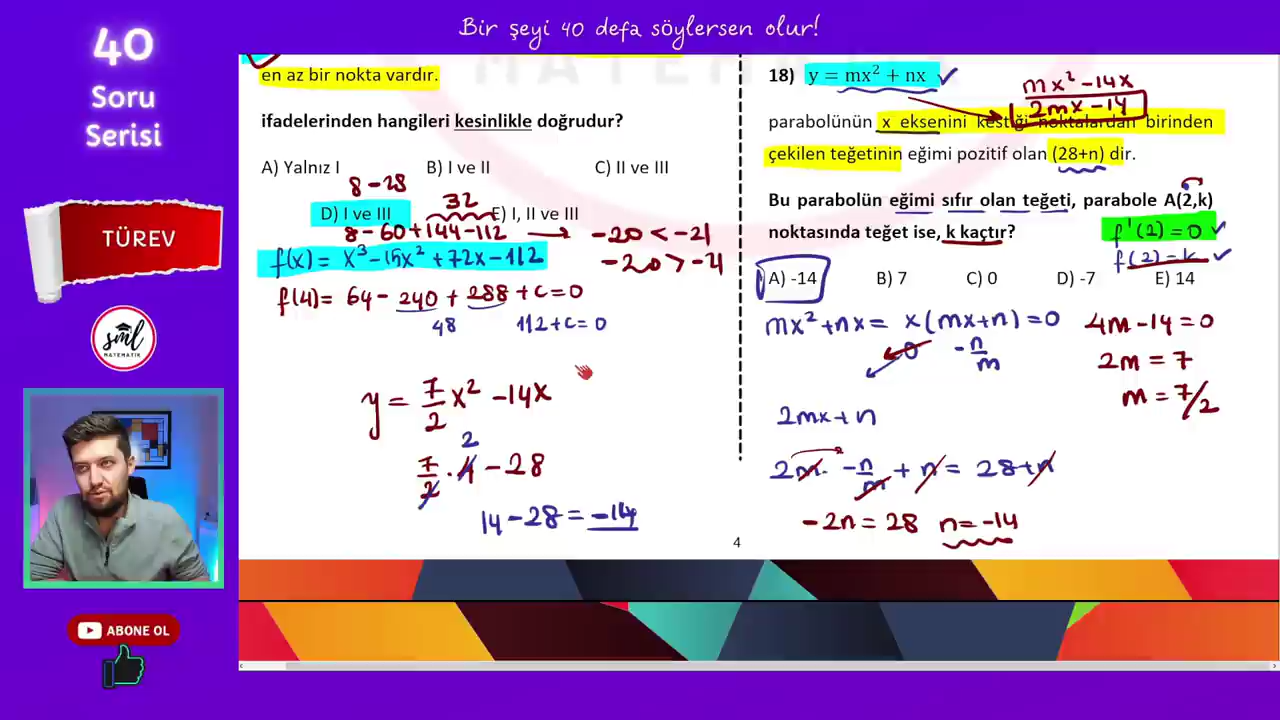 Bir şeyi 40 defa söylersen olur!
40
Soru
Serisi
TÜREV
sml
MATEMATİK
ABONE OL
en az bir nokta vardır.
ifadelerinden hangileri kesinlikle doğrudur?
A) Yalnız I B) I ve II C) II ve III
8-28
32
D) I ve III E) I, II ve III
8-60+144-112 → -20 < -21
f(x) = x³ - 15x² + 72x - 112
-20 > -21
f(4) = 64 - 240 + 288 + c = 0
48 112 + c = 0
y = 7/2 x² - 14x
2
7/2 . 4 - 28
14 - 28 = -14
18) y = mx² + nx
mx² - 14x
2mx - 14
parabolünün x eksenini kestiği noktalardan birinden
çekilen teğetinin eğimi pozitif olan (28+n) dir.
Bu parabolün eğimi sıfır olan teğeti, parabole A(2,k)
noktasında teğet ise, k kaçtır?
f'(2) = 0
f(2) = k
A) -14 B) 7 C) 0 D) -7 E) 14
mx² + nx = x(mx + n) = 0
0 -n/m
4m - 14 = 0
2m = 7
m = 7/2
2mx + n
2m . -n/m + n = 28 + n
-2n = 28 n = -14
4